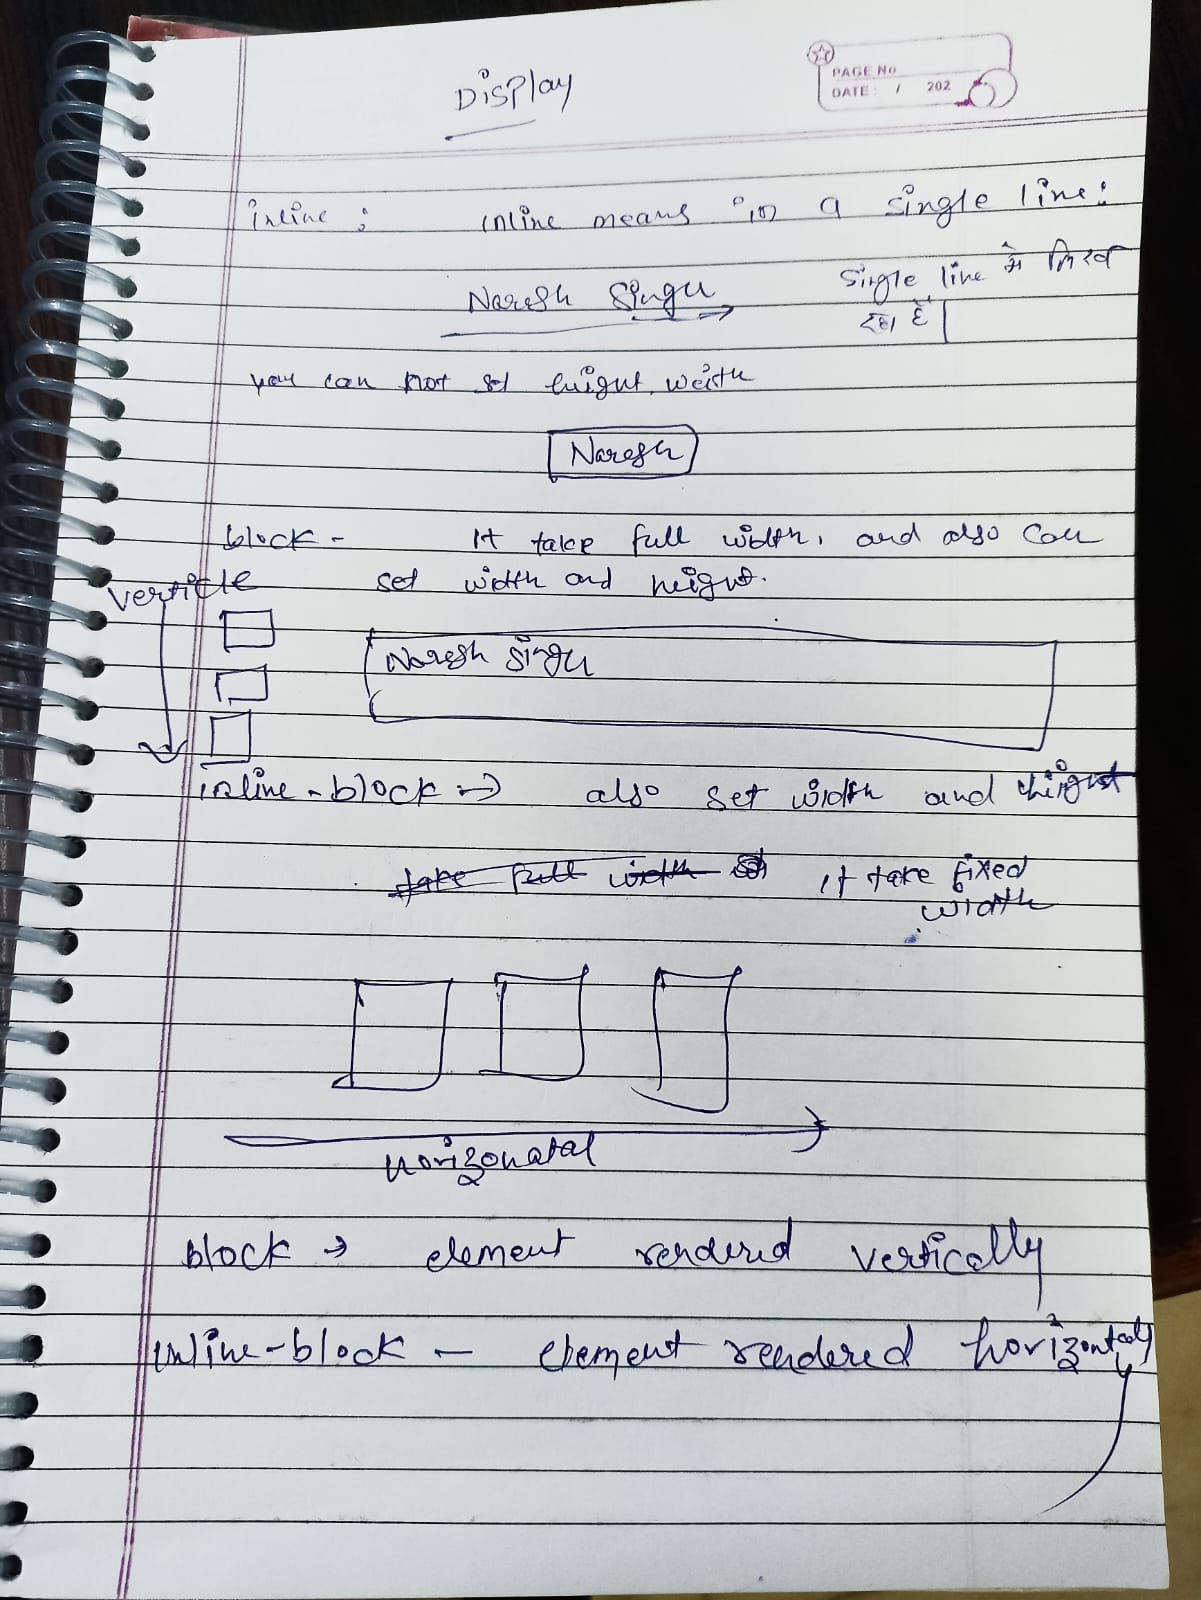 PAGE No
DATE: / 202
Display
inline : inline means in a single line:
Naresh Singh
single line में लिख
रहा है|
you can not set height, width
Naresh
block - It take full width, and also can
set width and height.
verticle
Naresh Singh
inline-block → also set width and height
take full width
it take fixed
width
horizonatal
block → element rendered vertically
inline-block - element rendered horizontally